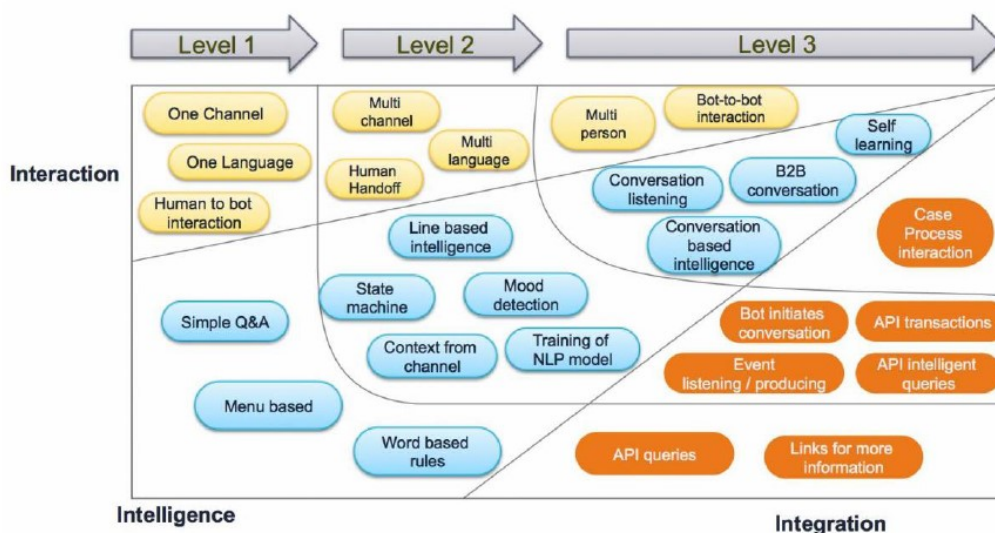 Level 1
Level 2
Level 3
One Channel
One Language
Human to bot
interaction
Multi
channel
Multi
language
Human
Handoff
Multi
person
Bot-to-bot
interaction
Self
learning
Interaction
Conversation
listening
B2B
conversation
Conversation
based
intelligence
Case
Process
interaction
Line based
intelligence
State
machine
Mood
detection
Simple Q&A
Context from
channel
Training of
NLP model
Bot initiates
conversation
API transactions
Event
listening / producing
API intelligent
queries
Menu based
Word based
rules
API queries
Links for more
information
Intelligence
Integration